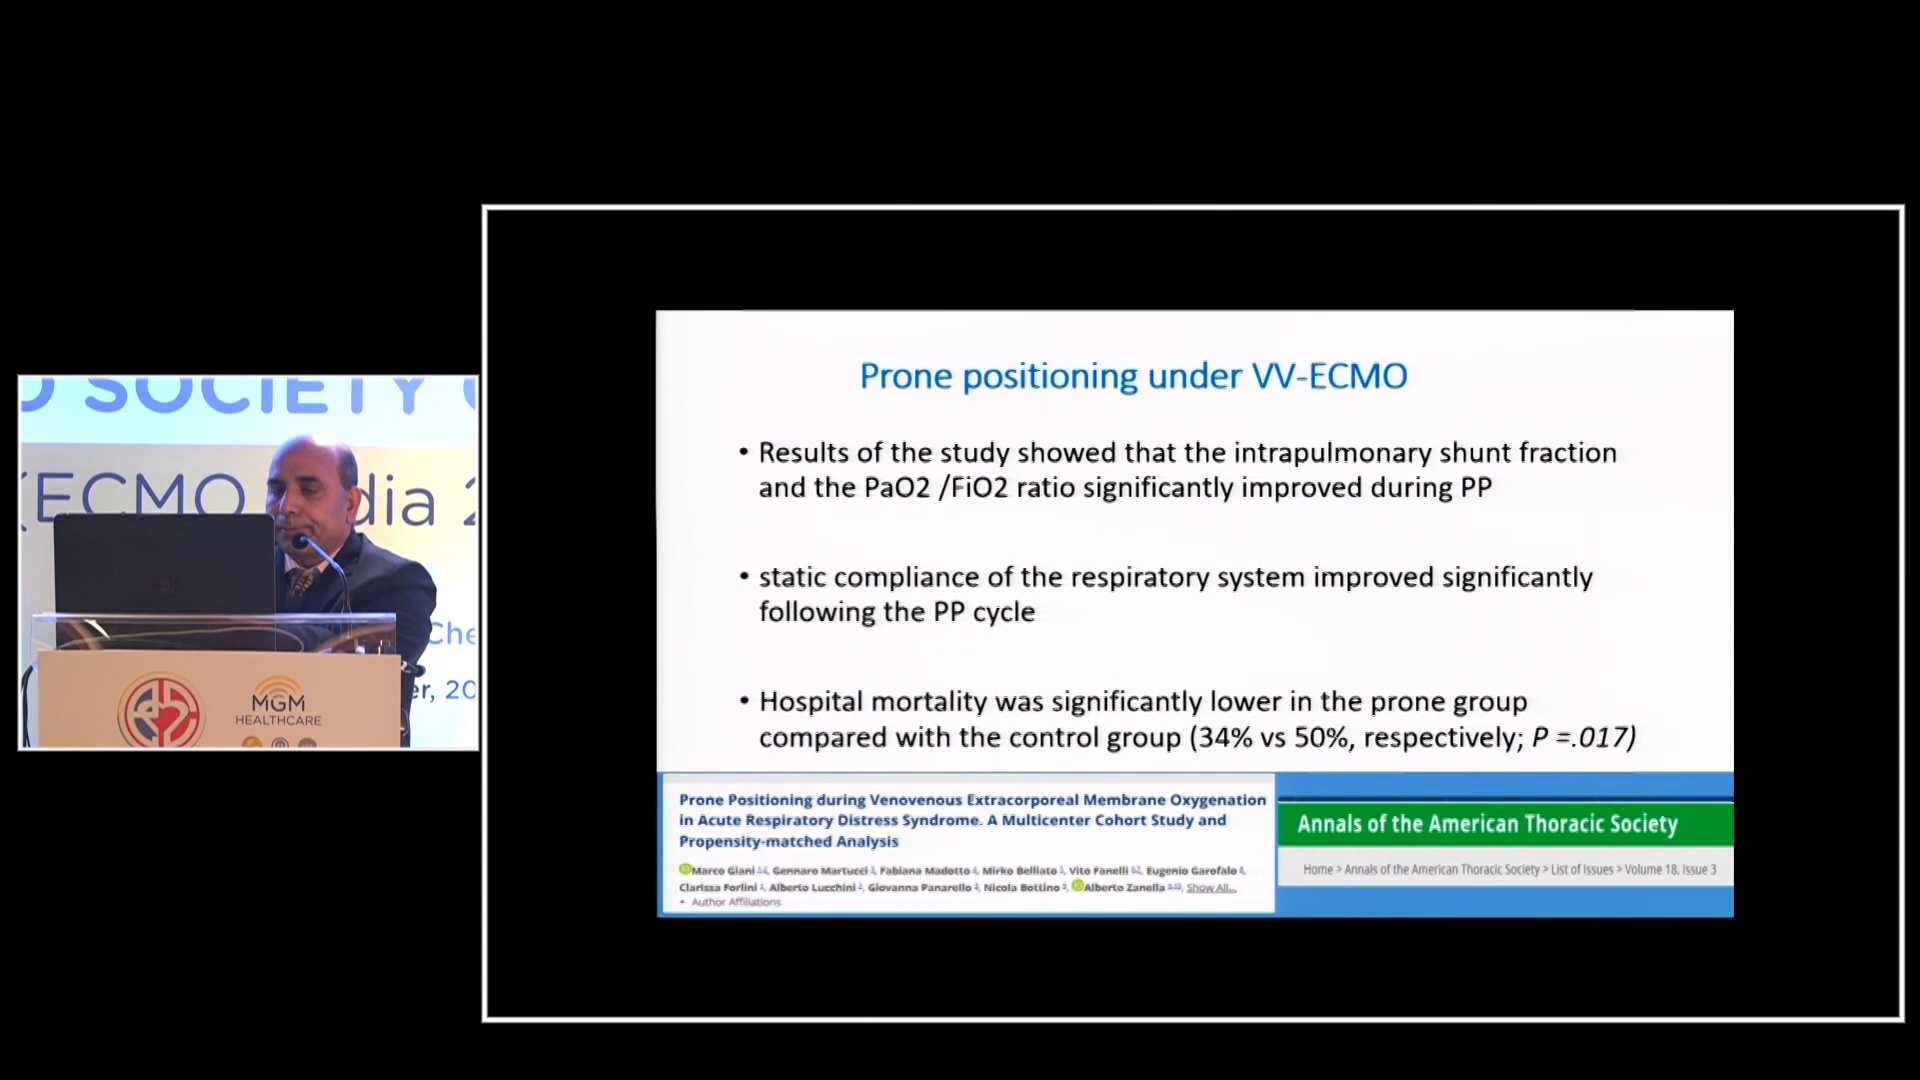 SOCIETY
ECMO
dia 2
Che
er, 20
MGM
HEALTHCARE
Prone positioning under VV-ECMO
• Results of the study showed that the intrapulmonary shunt fraction
and the PaO2 /FiO2 ratio significantly improved during PP
• static compliance of the respiratory system improved significantly
following the PP cycle
• Hospital mortality was significantly lower in the prone group
compared with the control group (34% vs 50%, respectively; P =.017)
Prone Positioning during Venovenous Extracorporeal Membrane Oxygenation
in Acute Respiratory Distress Syndrome. A Multicenter Cohort Study and
Propensity-matched Analysis
Marco Giani, Gennaro Martucci, Fabiana Madotto, Mirko Belliato, Vito Fanelli, Eugenio Garofalo,
Clarissa Forlini, Alberto Lucchini, Giovanna Panarello, Nicola Bottino, Alberto Zanella, Show All...
+ Author Affiliations
Annals of the American Thoracic Society
Home > Annals of the American Thoracic Society > List of Issues > Volume 18, Issue 3